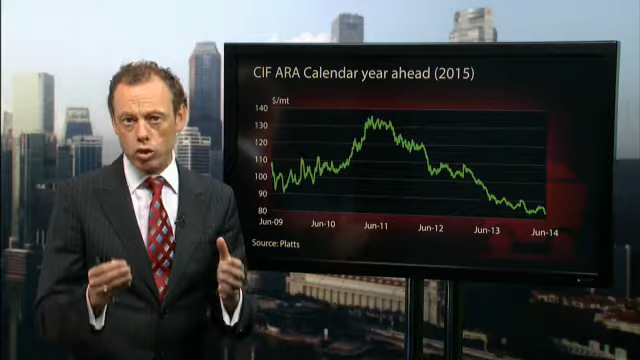 CIF ARA Calendar year ahead (2015)
$/mt
140
130
120
110
100
90
80
Jun-09 Jun-10 Jun-11 Jun-12 Jun-13 Jun-14
Source: Platts